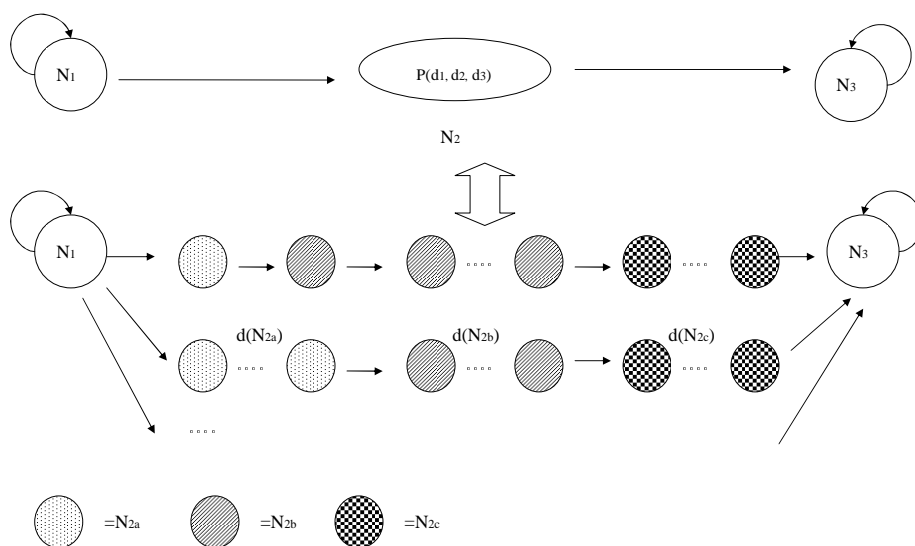 N1
P(d1, d2, d3)
N3
N2
N1
N3
....
....
d(N2a)
d(N2b)
d(N2c)
....
....
....
....
=N2a
=N2b
=N2c